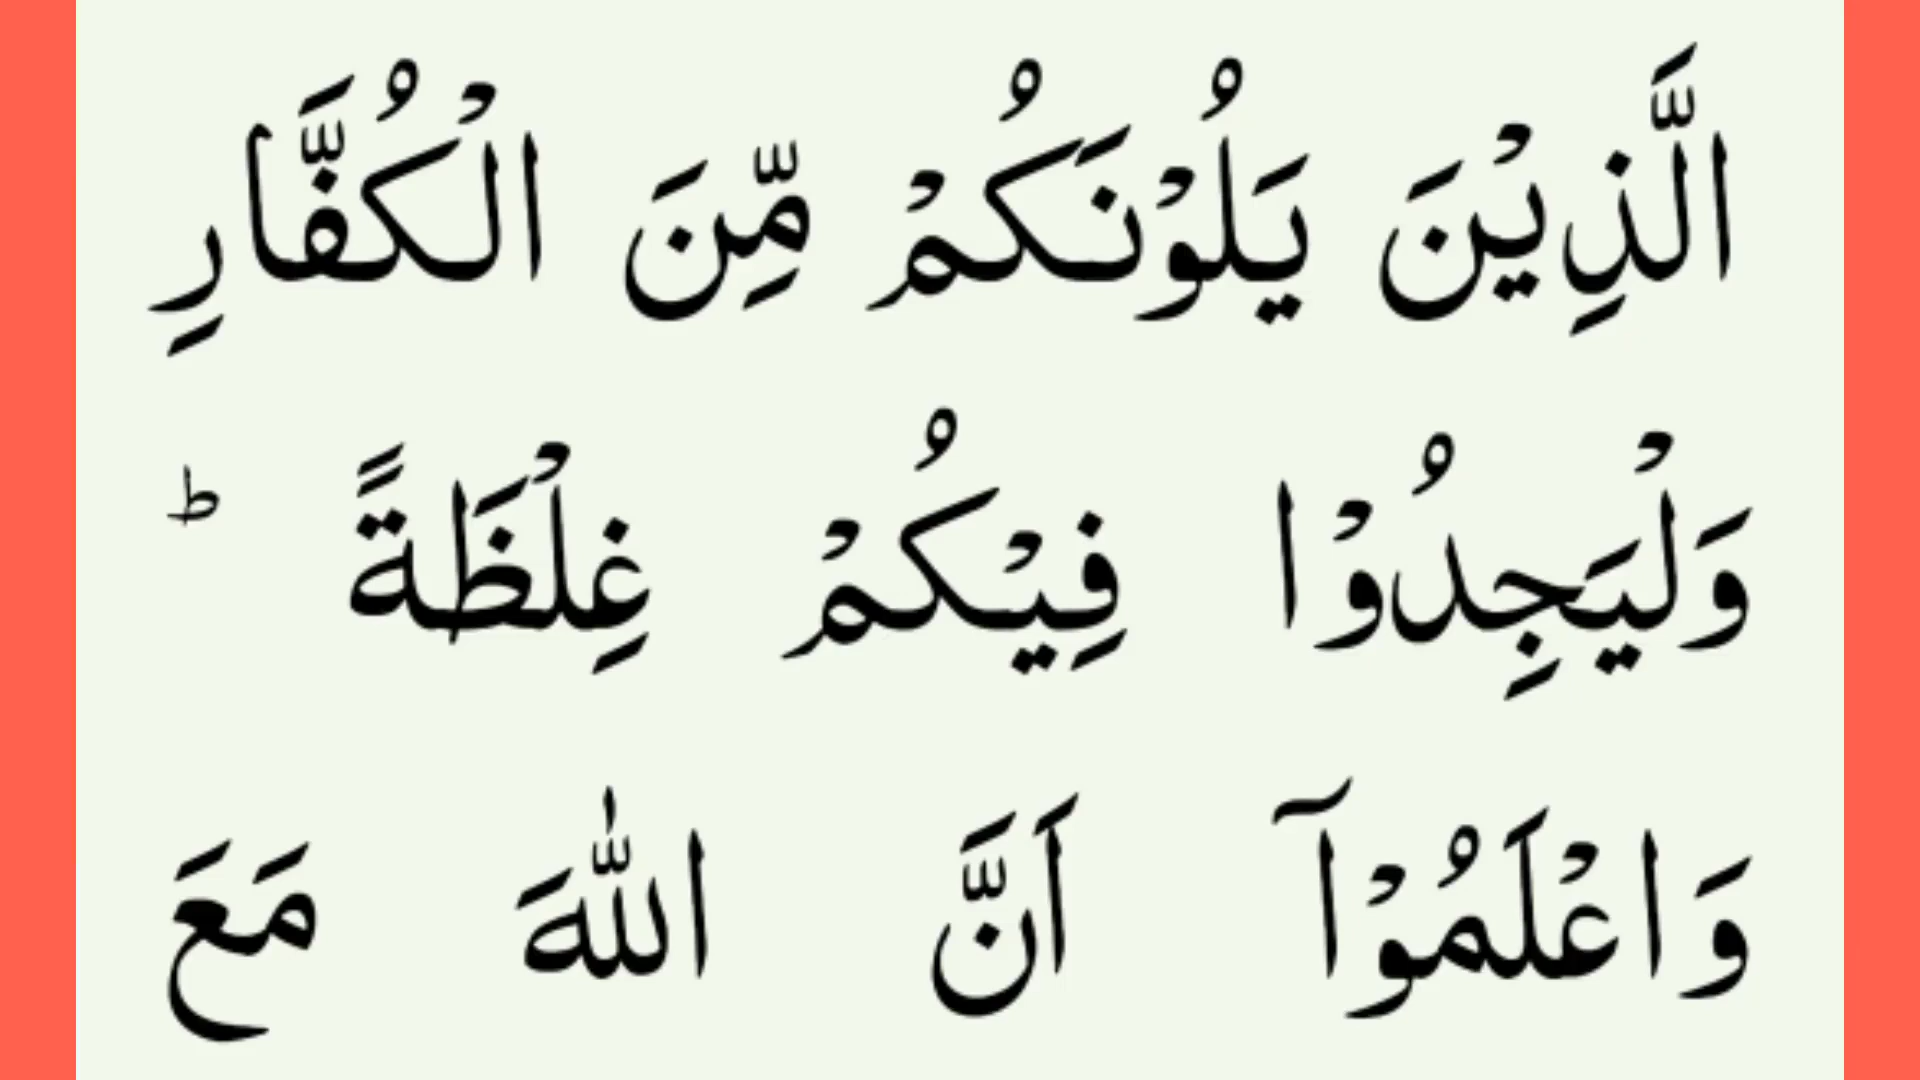 الَّذِيْنَ يَلُوْنَكُمْ مِّنَ الْكُفَّارِ
وَلْيَجِدُوْا فِيْكُمْ غِلْظَةً ؕ
وَاعْلَمُوْۤا اَنَّ اللّٰهَ مَعَ